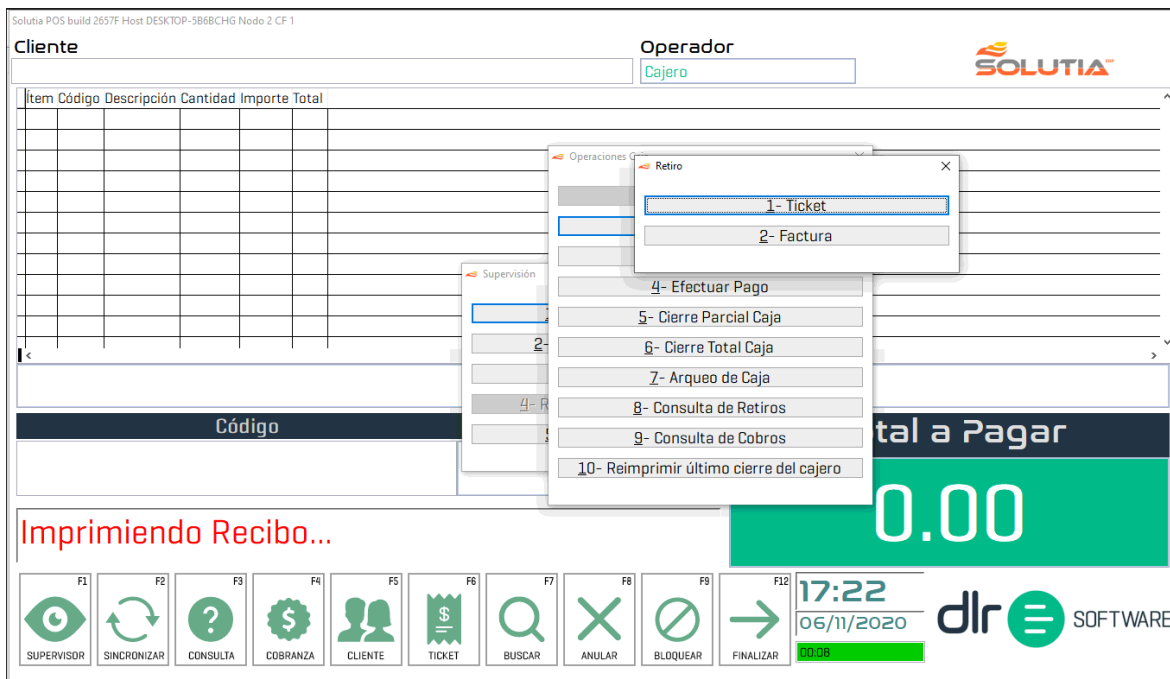 Solutia POS build 2657F Host DESKTOP-5B6BCHG Nodo 2 CF 1
Cliente
Operador
Cajero
SOLUTIA
Ítem Código Descripción Cantidad Importe Total
Operaciones
Retiro
1- Ticket
2- Factura
Supervisión
4- Efectuar Pago
5- Cierre Parcial Caja
6- Cierre Total Caja
7- Arqueo de Caja
8- Consulta de Retiros
9- Consulta de Cobros
10- Reimprimir último cierre del cajero
2-
4- R
Código
tal a Pagar
0.00
Imprimiendo Recibo...
F1
SUPERVISOR
F2
SINCRONIZAR
F3
CONSULTA
F4
COBRANZA
F5
CLIENTE
F6
TICKET
F7
BUSCAR
F8
ANULAR
F9
BLOQUEAR
F12
FINALIZAR
17:22
06/11/2020
00:08
dlr SOFTWARE